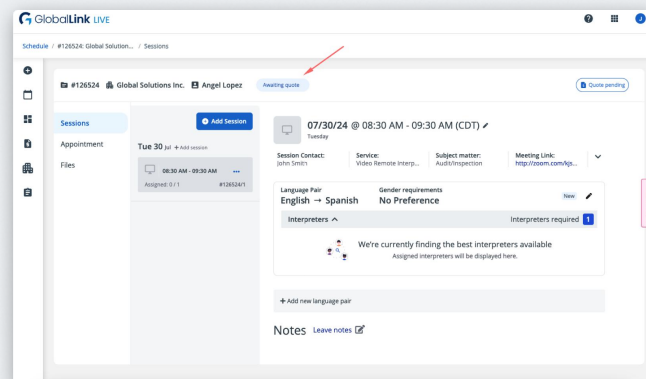 GlobalLink LIVE
J
Schedule / #126524: Global Solution... / Sessions
#126524 Global Solutions Inc. Angel Lopez Awaiting quote Quote pending
Sessions
Appointment
Files
Add Session
Tue 30 Jul + Add session
08:30 AM - 09:30 AM
Assigned: 0 / 1 #126524/1
07/30/24 @ 08:30 AM - 09:30 AM (CDT)
Tuesday
Session Contact: Service: Subject matter: Meeting Link:
John Smith Video Remote Interp... Audit/Inspection http://zoom.com/kjs...
Language Pair Gender requirements
English → Spanish No Preference New
Interpreters Interpreters required 1
We're currently finding the best interpreters available
Assigned interpreters will be displayed here.
+ Add new language pair
Notes Leave notes